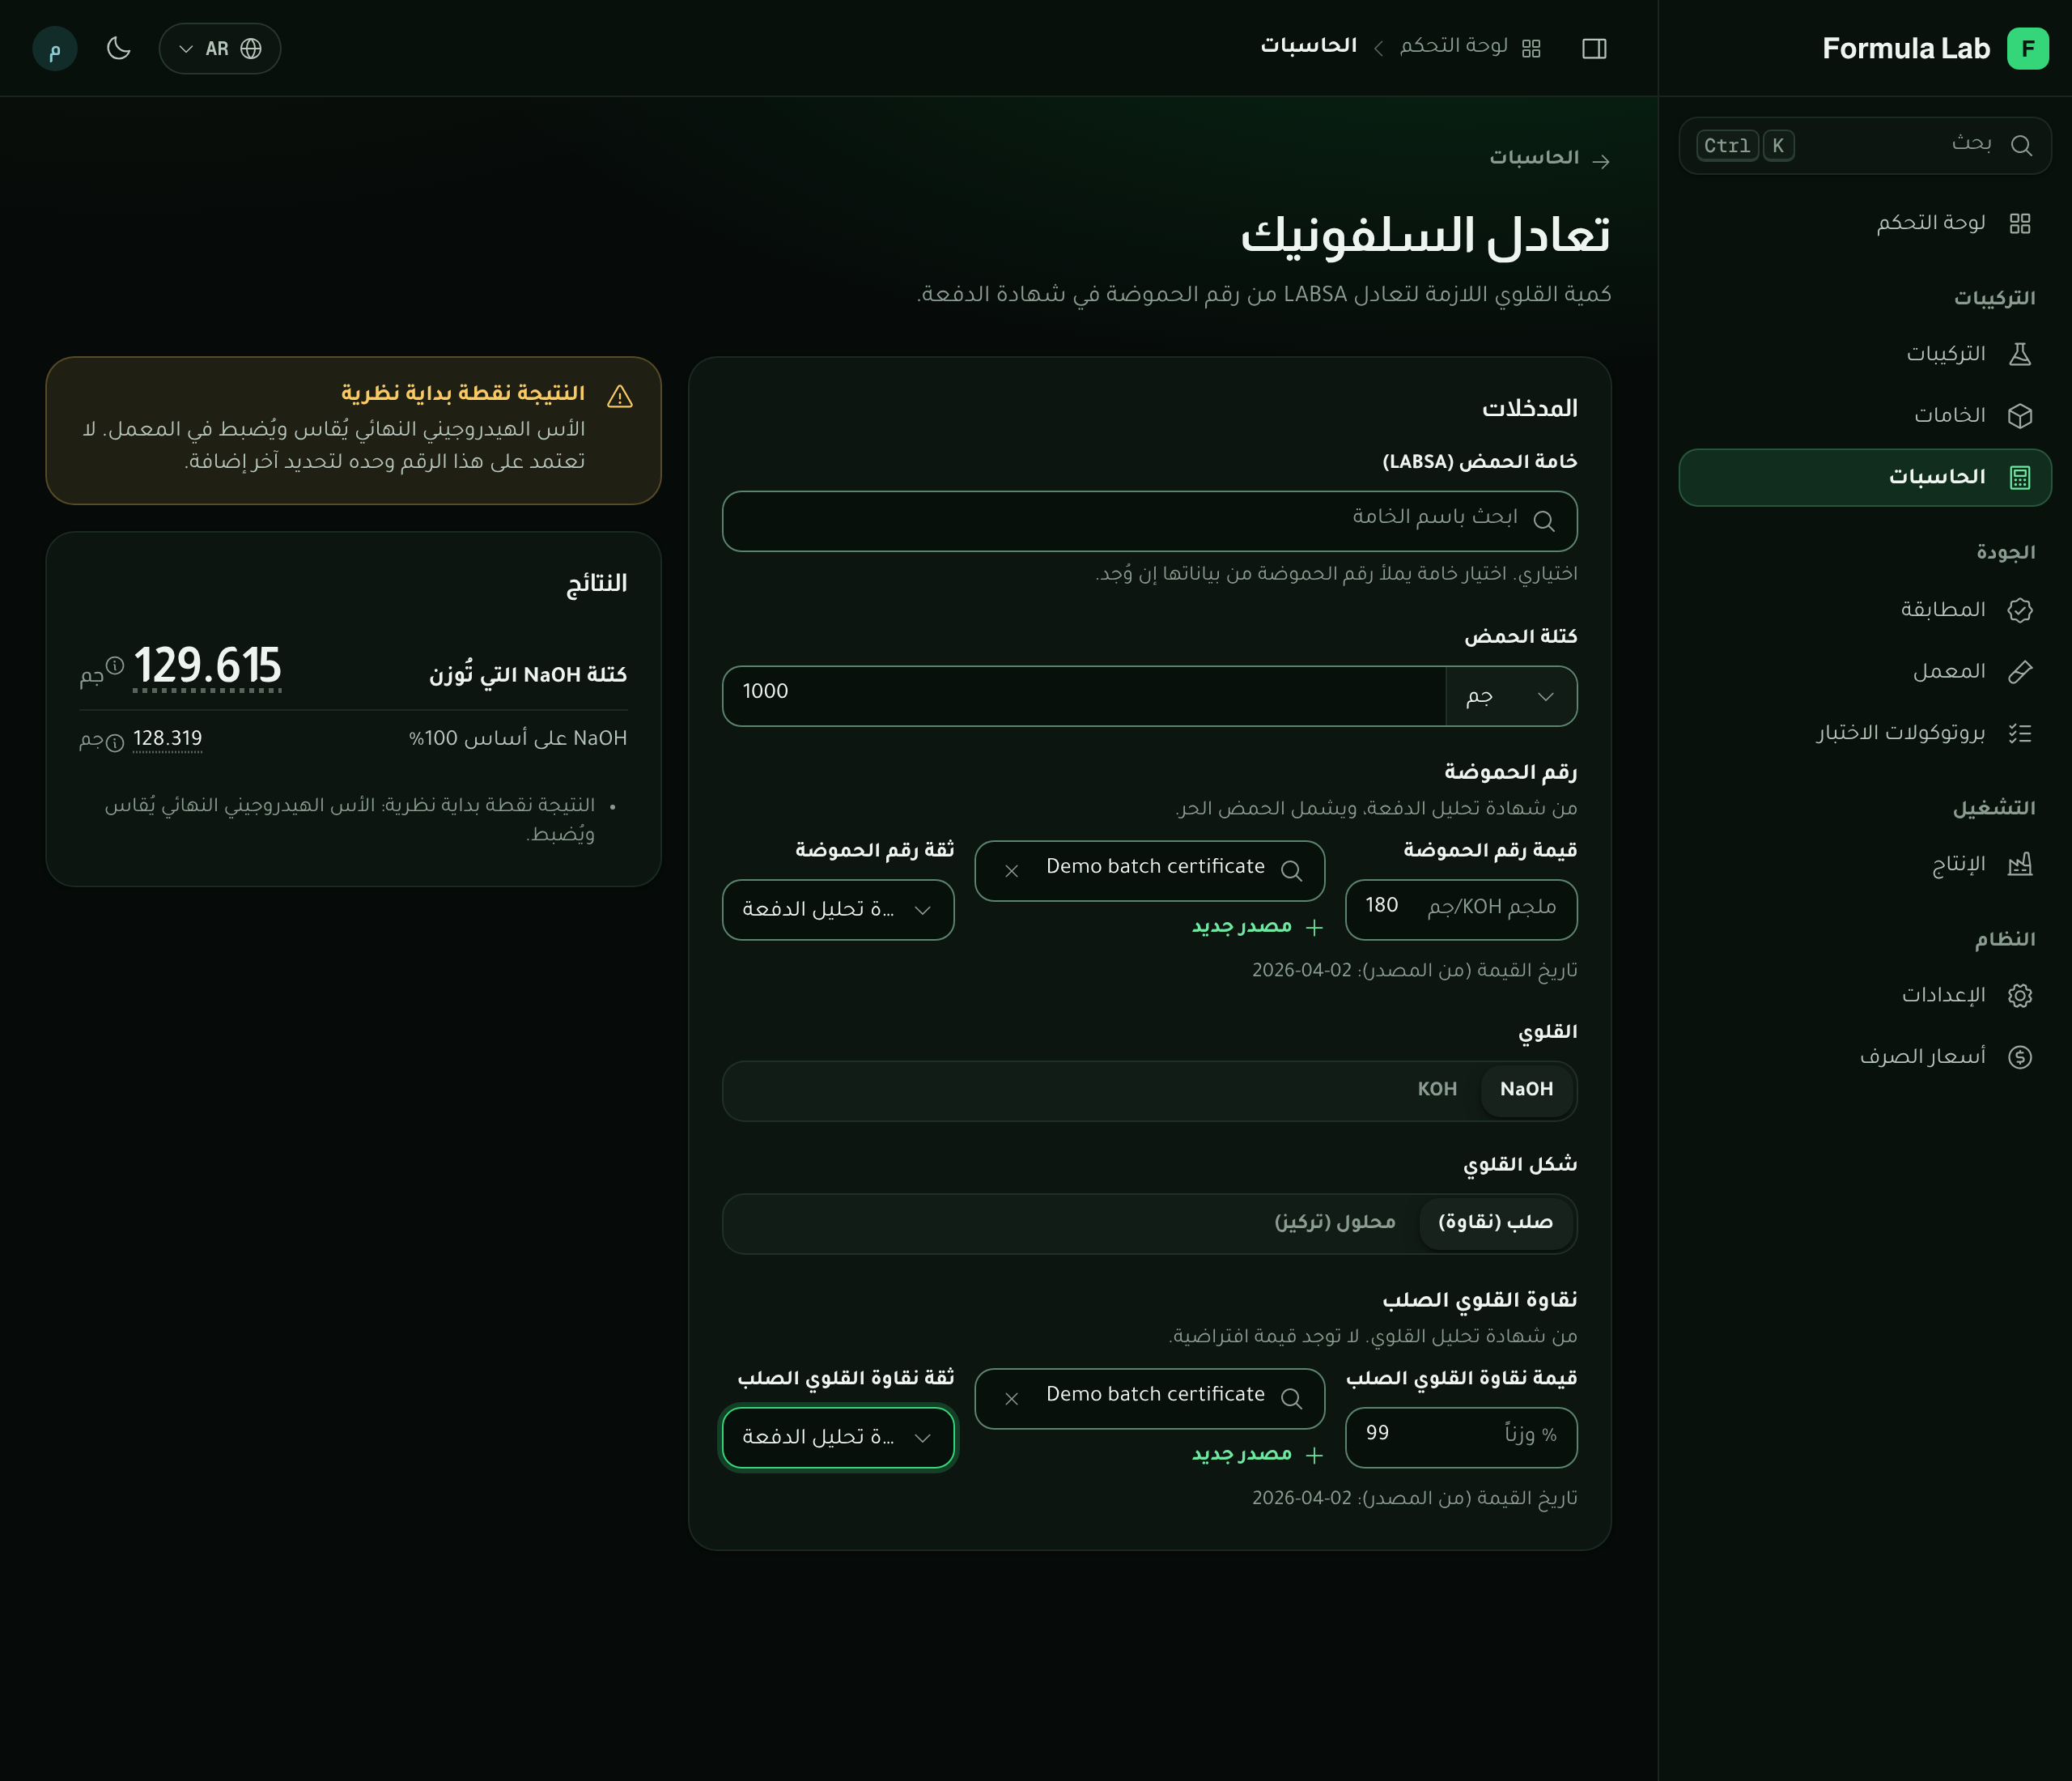 Formula Lab
F
بحث
Ctrl K
لوحة التحكم
التركيبات
التركيبات
الخامات
الحاسبات
الجودة
المطابقة
المعمل
بروتوكولات الاختبار
التشغيل
الإنتاج
النظام
الإعدادات
أسعار الصرف
لوحة التحكم
الحاسبات
AR
م
الحاسبات
تعادل السلفونيك
كمية القلوي اللازمة لتعادل LABSA من رقم الحموضة في شهادة الدفعة.
المدخلات
خامة الحمض (LABSA)
ابحث باسم الخامة
اختياري. اختيار خامة يملأ رقم الحموضة من بياناتها إن وُجد.
كتلة الحمض
جم
1000
رقم الحموضة
من شهادة تحليل الدفعة، ويشمل الحمض الحر.
قيمة رقم الحموضة
ملجم KOH/جم
180
Demo batch certificate
مصدر جديد
ثقة رقم الحموضة
ة تحليل الدفعة...
تاريخ القيمة (من المصدر): 2026-04-02
القلوي
NaOH
KOH
شكل القلوي
صلب (نقاوة)
محلول (تركيز)
نقاوة القلوي الصلب
من شهادة تحليل القلوي. لا توجد قيمة افتراضية.
قيمة نقاوة القلوي الصلب
% وزناً
99
Demo batch certificate
مصدر جديد
ثقة نقاوة القلوي الصلب
ة تحليل الدفعة...
تاريخ القيمة (من المصدر): 2026-04-02
النتيجة نقطة بداية نظرية
الأس الهيدروجيني النهائي يُقاس ويُضبط في المعمل. لا
تعتمد على هذا الرقم وحده لتحديد آخر إضافة.
النتائج
كتلة NaOH التي تُوزن
129.615 جم
NaOH على أساس 100%
128.319 جم
• النتيجة نقطة بداية نظرية: الأس الهيدروجيني النهائي يُقاس
ويُضبط.